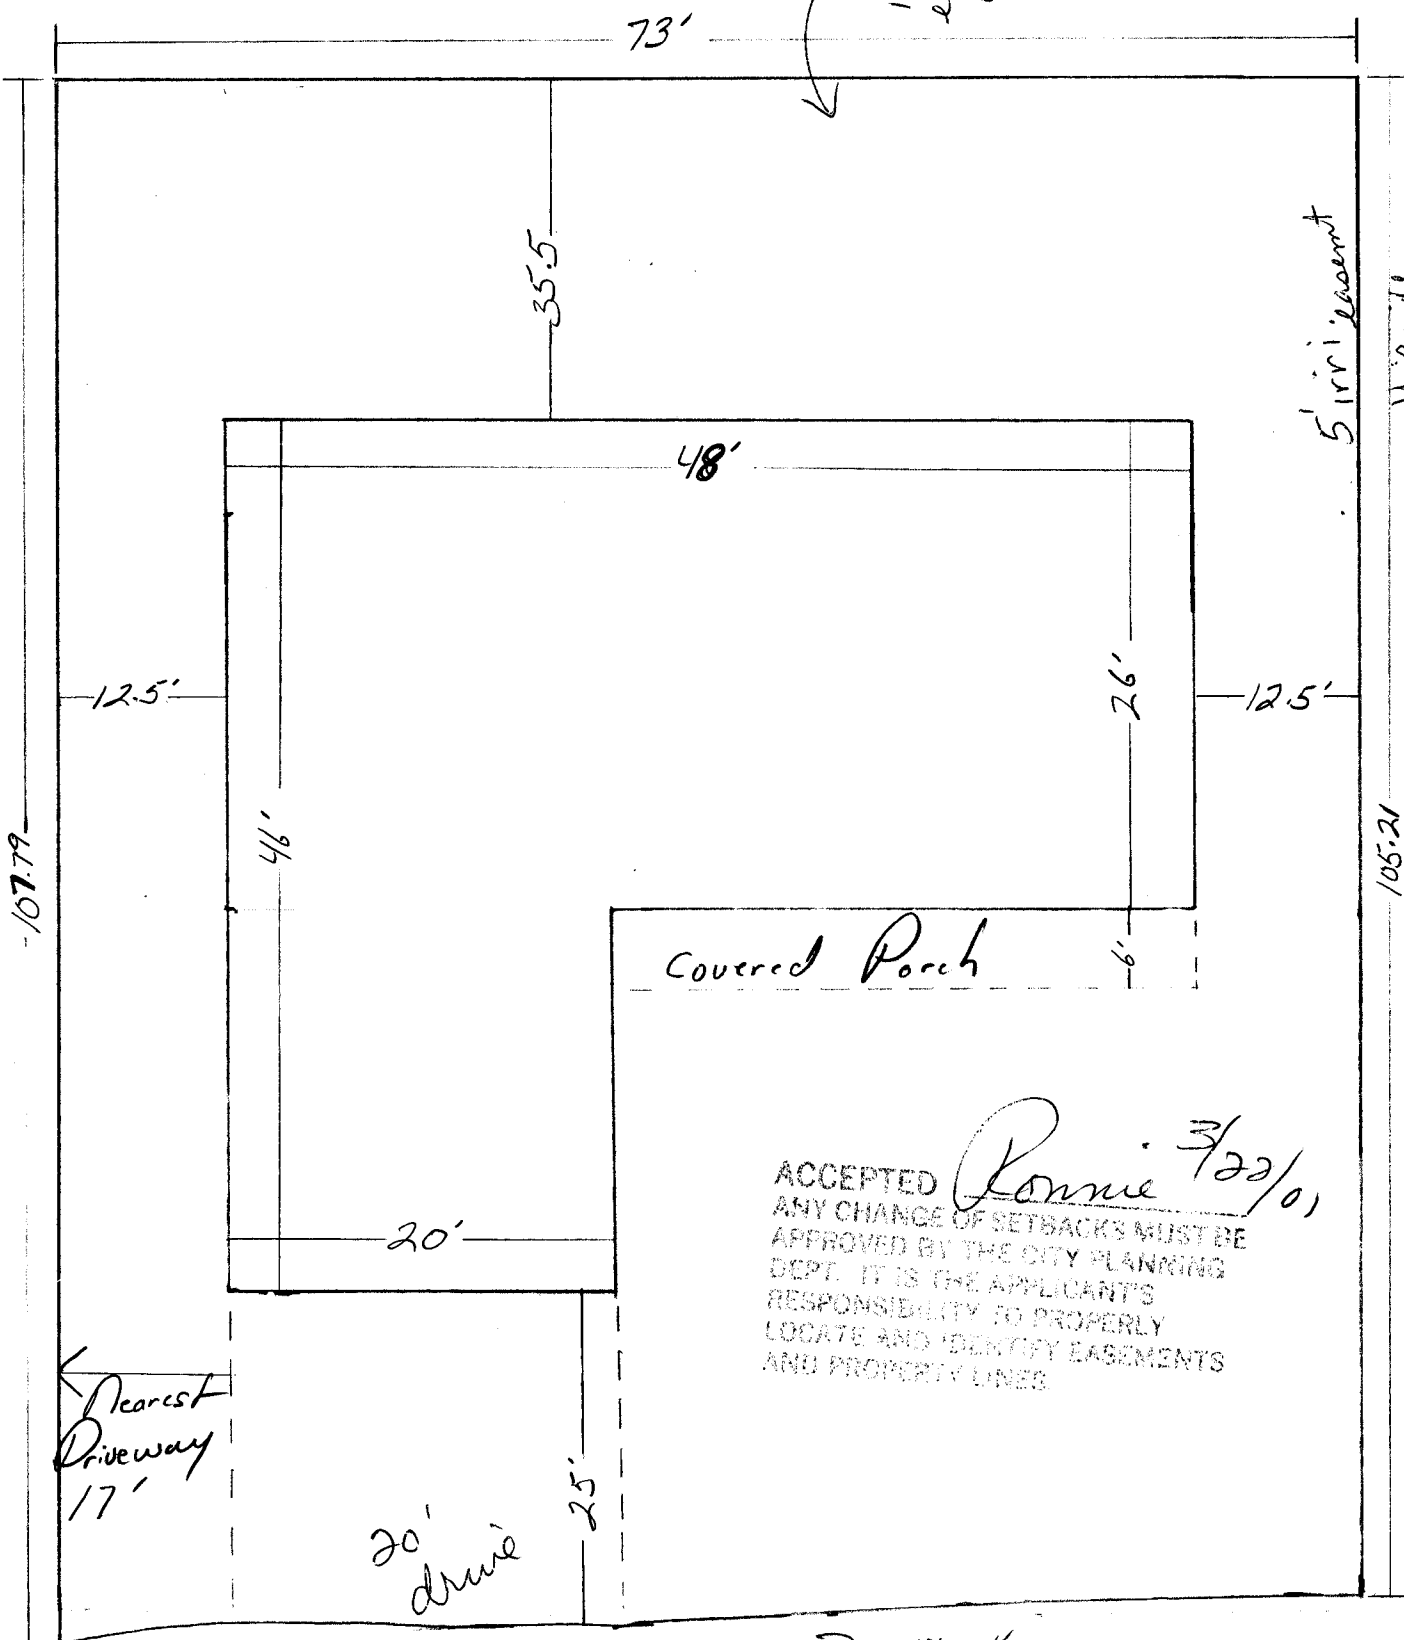 73'
35.5
5' irri easemt
48'
26'
12.5'
12.5'
46'
107.79
105.21
Covered Porch
6'
ACCEPTED Ronnie 3/22/01
ANY CHANGE OF SETBACKS MUST BE
APPROVED BY THE CITY PLANNING
DEPT. IT IS THE APPLICANT'S
RESPONSIBILITY TO PROPERLY
LOCATE AND IDENTIFY EASEMENTS
AND PROPERTY LINES.
20'
Nearest
Driveway
17'
25'
20'
drive